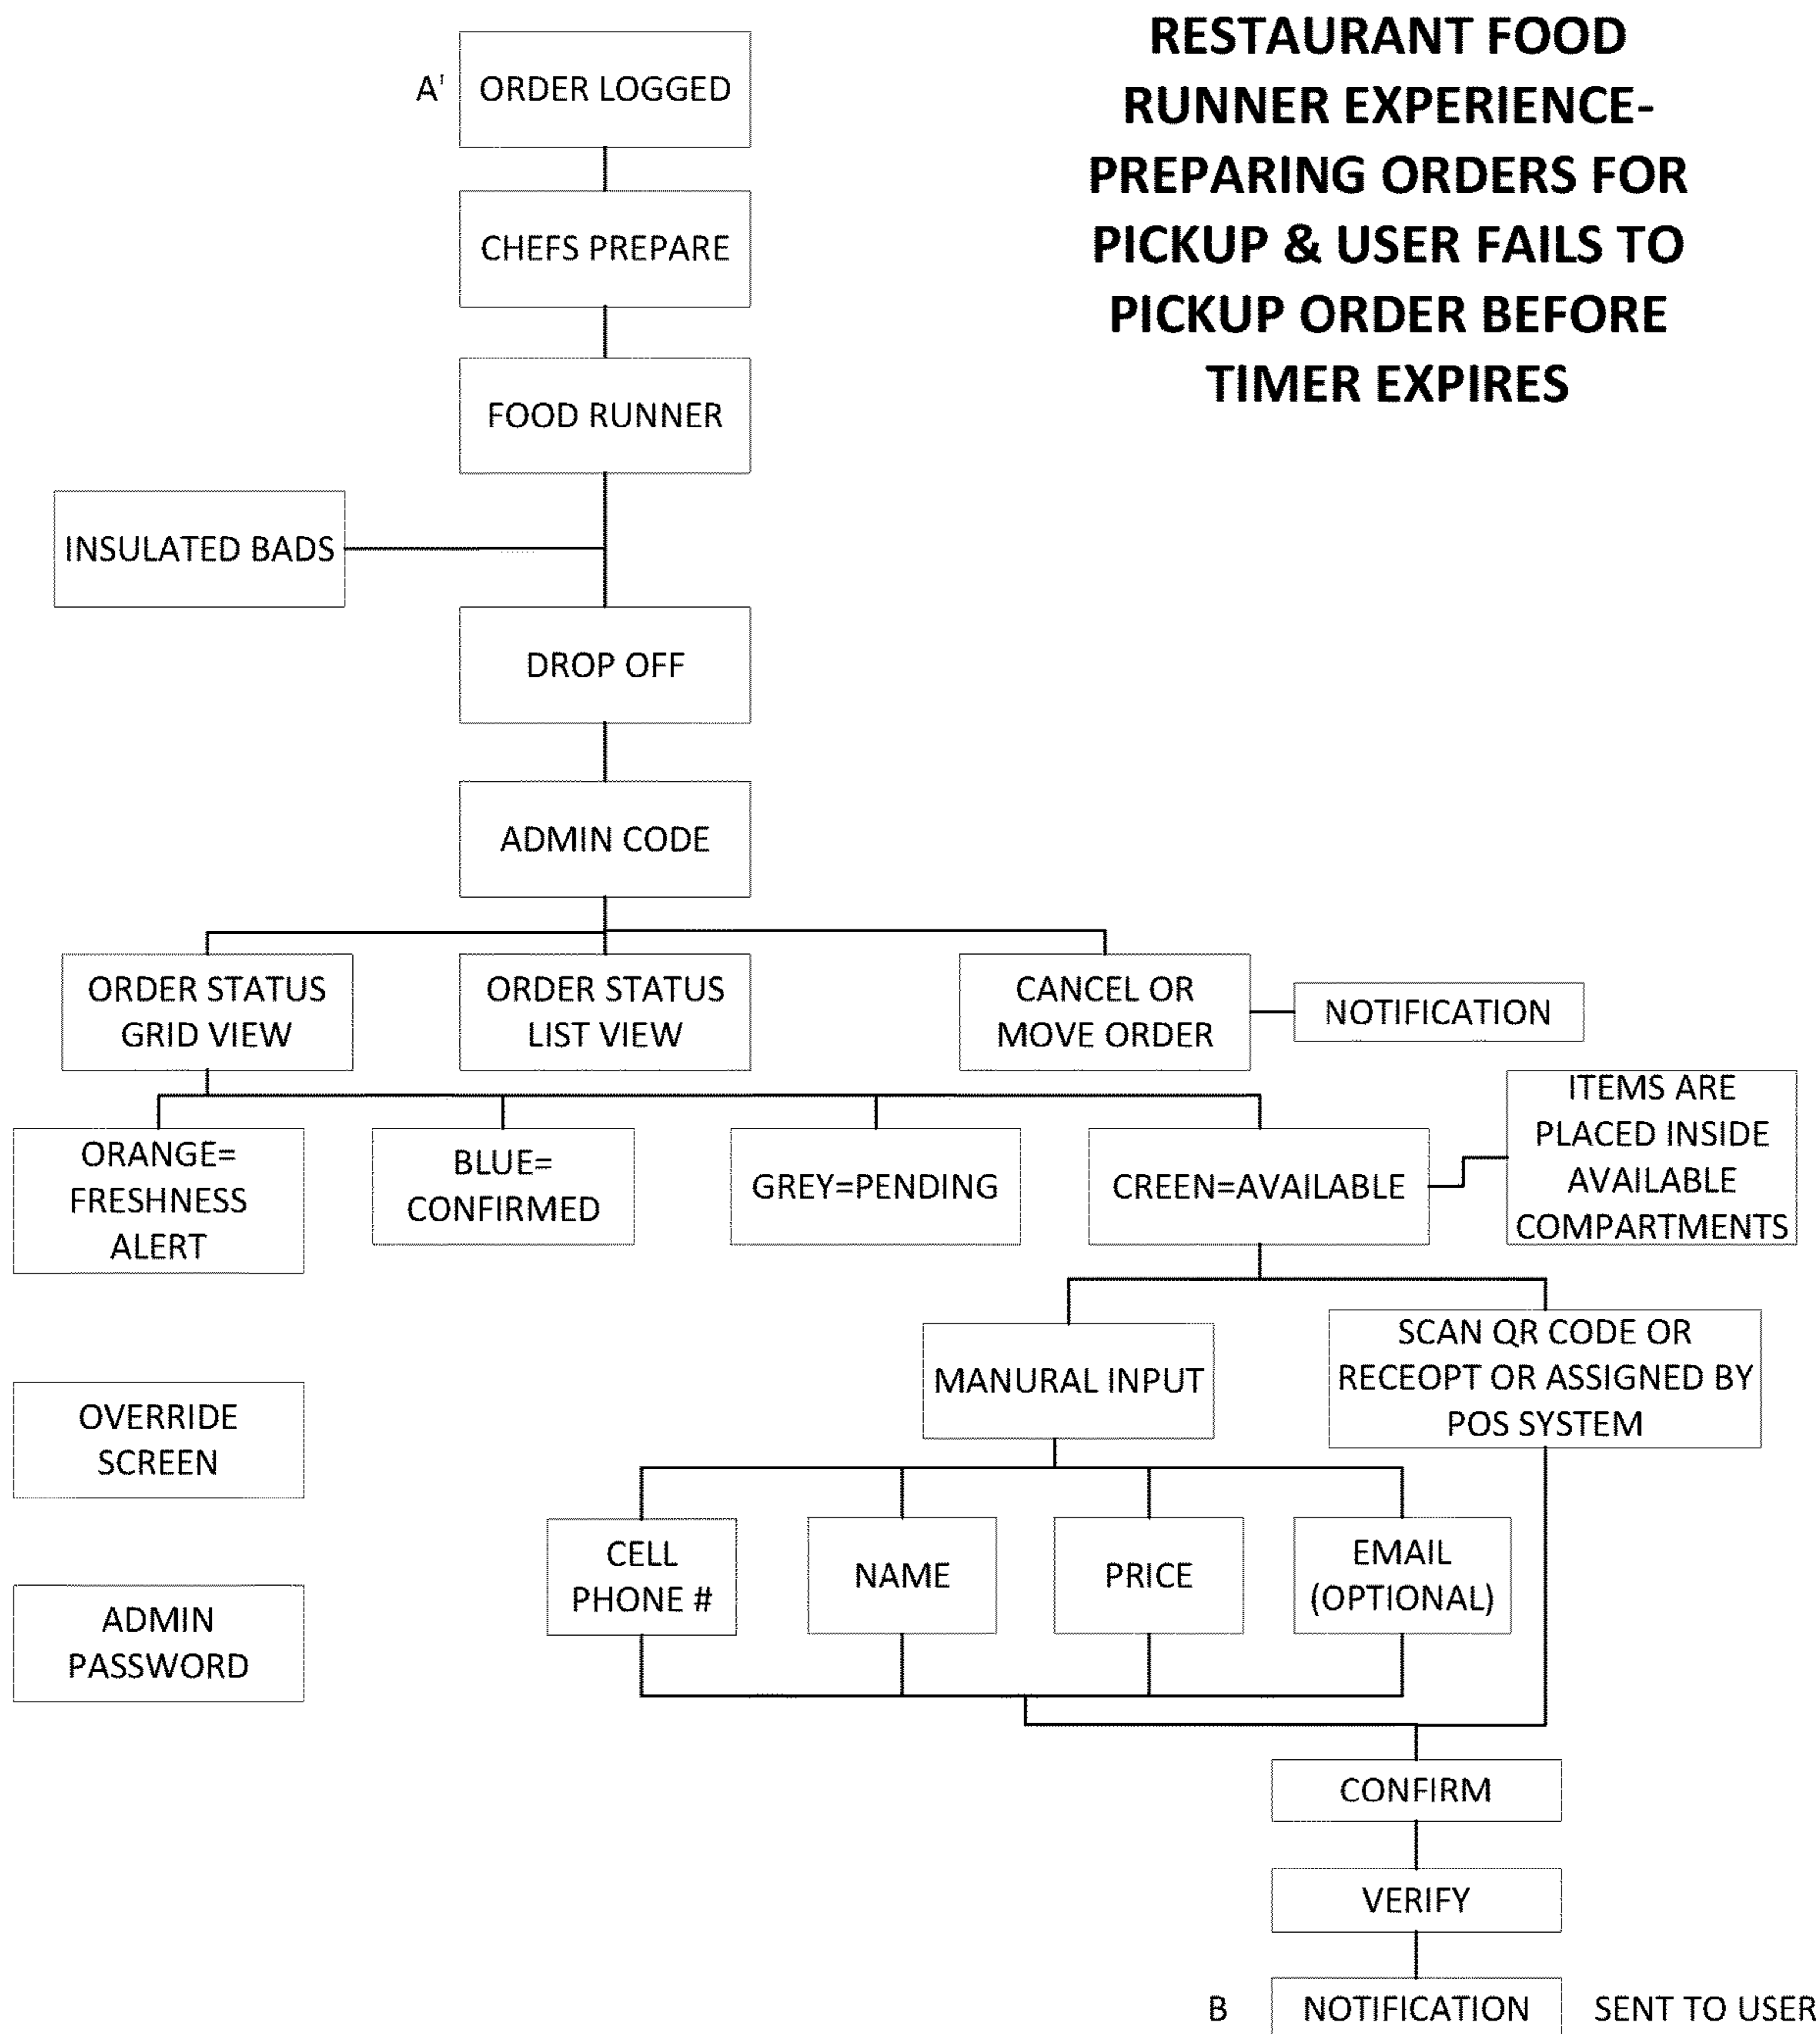 RESTAURANT FOOD
RUNNER EXPERIENCE-
PREPARING ORDERS FOR
PICKUP & USER FAILS TO
PICKUP ORDER BEFORE
TIMER EXPIRES
A' ORDER LOGGED
CHEFS PREPARE
FOOD RUNNER
INSULATED BADS
DROP OFF
ADMIN CODE
ORDER STATUS
GRID VIEW
ORDER STATUS
LIST VIEW
CANCEL OR
MOVE ORDER
NOTIFICATION
ORANGE=
FRESHNESS
ALERT
BLUE=
CONFIRMED
GREY=PENDING
CREEN=AVAILABLE
ITEMS ARE
PLACED INSIDE
AVAILABLE
COMPARTMENTS
MANURAL INPUT
SCAN QR CODE OR
RECEOPT OR ASSIGNED BY
POS SYSTEM
OVERRIDE
SCREEN
CELL
PHONE #
NAME
PRICE
EMAIL
(OPTIONAL)
ADMIN
PASSWORD
CONFIRM
VERIFY
B NOTIFICATION SENT TO USER